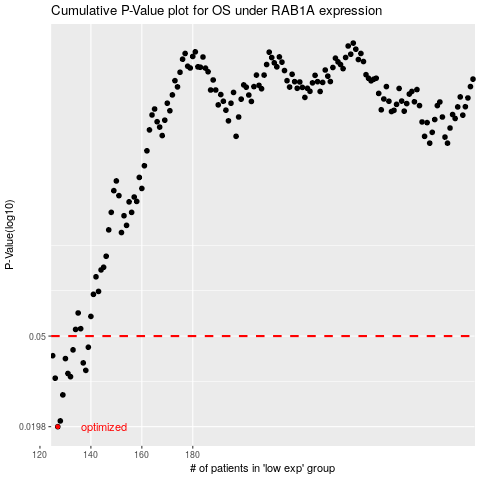 Cumulative P-Value plot for OS under RAB1A expression
P-Value(log10)
0.05
0.0198
optimized
120 140 160 180
# of patients in 'low exp' group